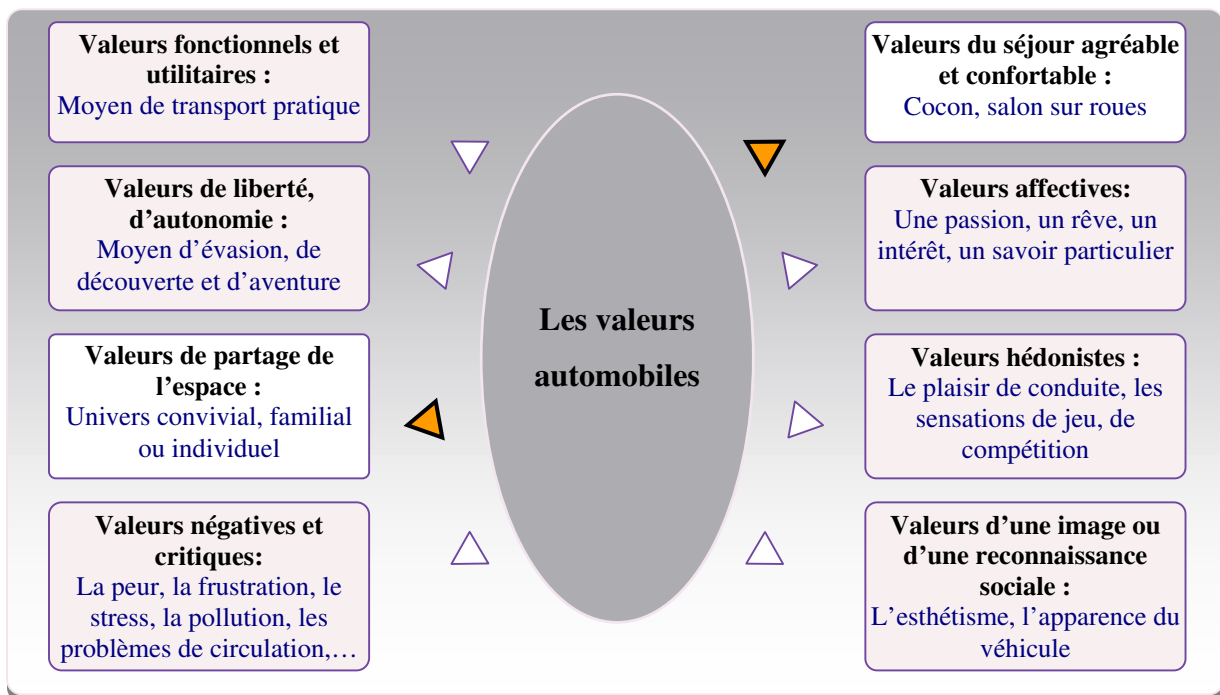 Valeurs fonctionnels et
utilitaires :
Moyen de transport pratique
Valeurs de liberté,
d’autonomie :
Moyen d’évasion, de
découverte et d’aventure
Valeurs de partage de
l’espace :
Univers convivial, familial
ou individuel
Valeurs négatives et
critiques:
La peur, la frustration, le
stress, la pollution, les
problèmes de circulation,…
Les valeurs
automobiles
Valeurs du séjour agréable
et confortable :
Cocon, salon sur roues
Valeurs affectives:
Une passion, un rêve, un
intérêt, un savoir particulier
Valeurs hédonistes :
Le plaisir de conduite, les
sensations de jeu, de
compétition
Valeurs d’une image ou
d’une reconnaissance
sociale :
L’esthétisme, l’apparence du
véhicule